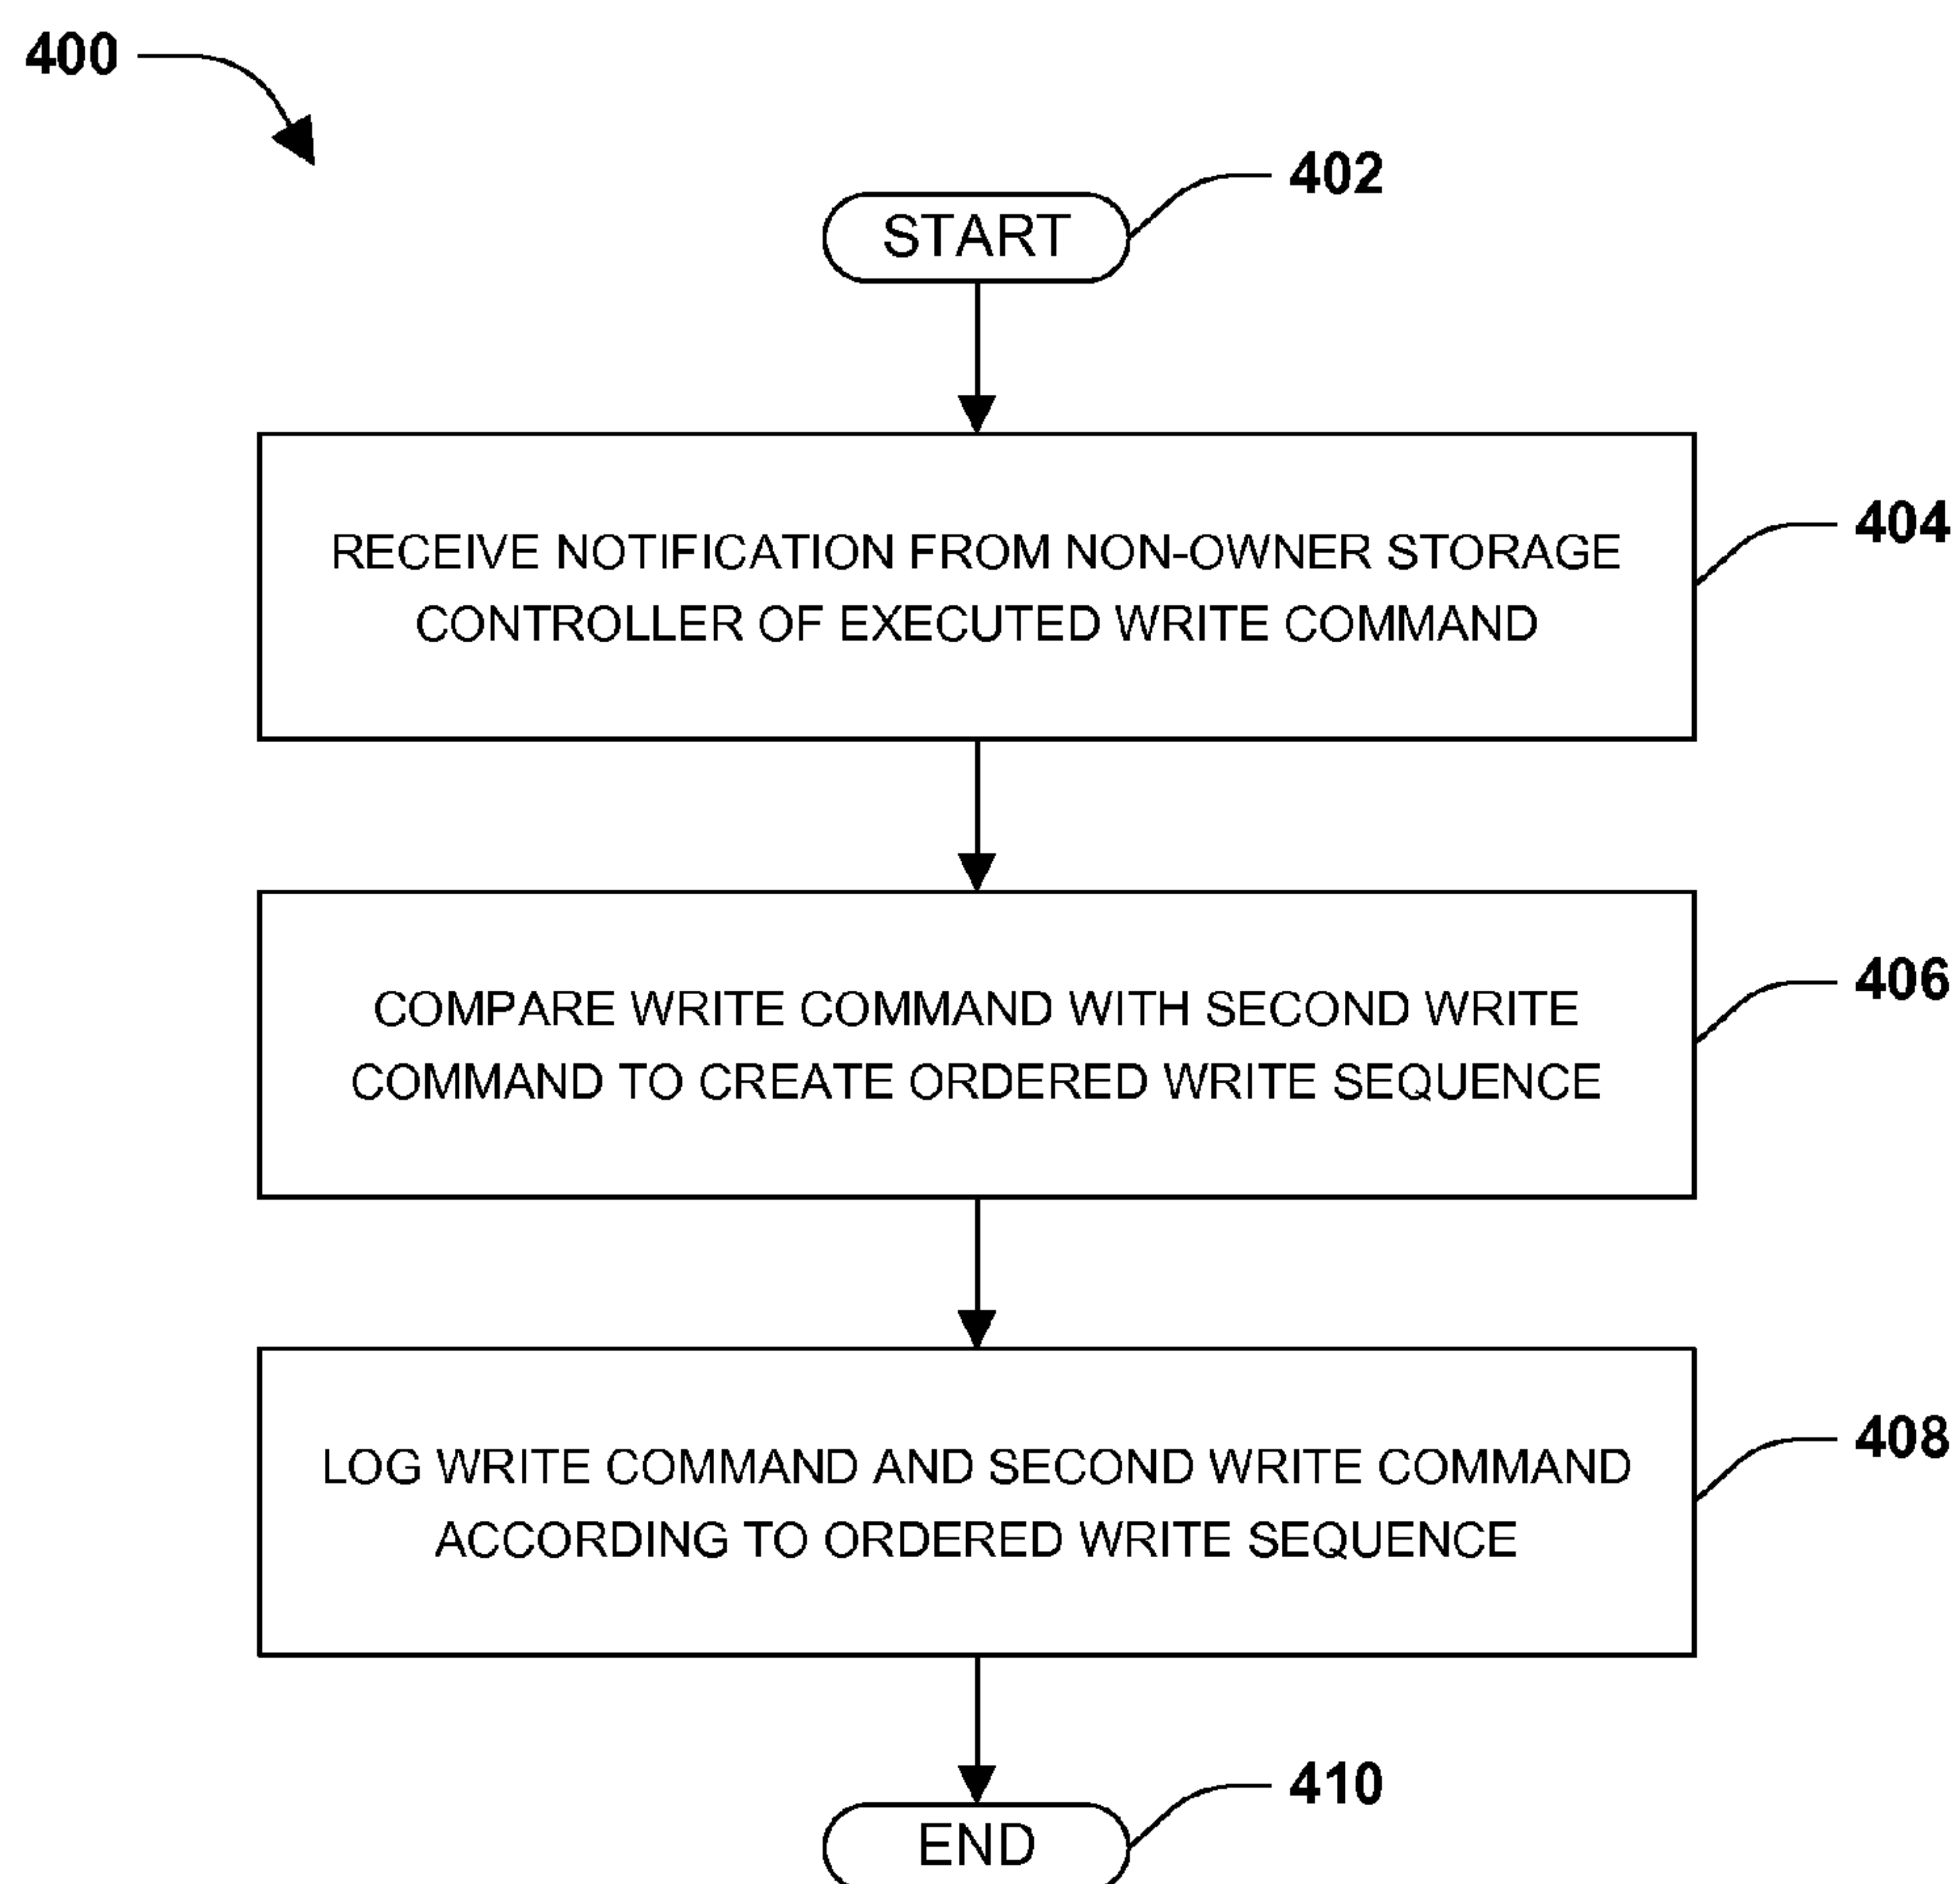 400
402
START
RECEIVE NOTIFICATION FROM NON-OWNER STORAGE
CONTROLLER OF EXECUTED WRITE COMMAND
404
COMPARE WRITE COMMAND WITH SECOND WRITE
COMMAND TO CREATE ORDERED WRITE SEQUENCE
406
LOG WRITE COMMAND AND SECOND WRITE COMMAND
ACCORDING TO ORDERED WRITE SEQUENCE
408
410
END